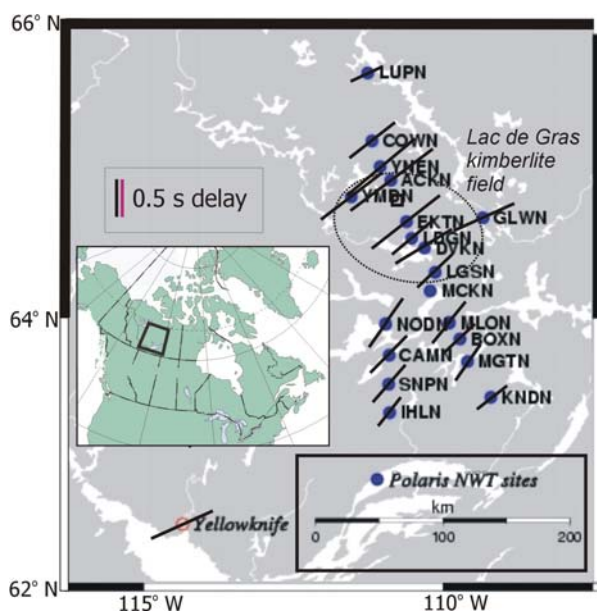 66° N
LUPN
COWN
Lac de Gras
kimberlite
field
YNEN
ACKN
YMDN
0.5 s delay
EKTN
GLWN
LDGN
DVKN
LGSN
MCKN
64° N
NODN
MLON
BOXN
CAMN
MGTN
SNPN
KNDN
IHLN
Polaris NWT sites
km
0 100 200
Yellowknife
62° N
115° W
110° W